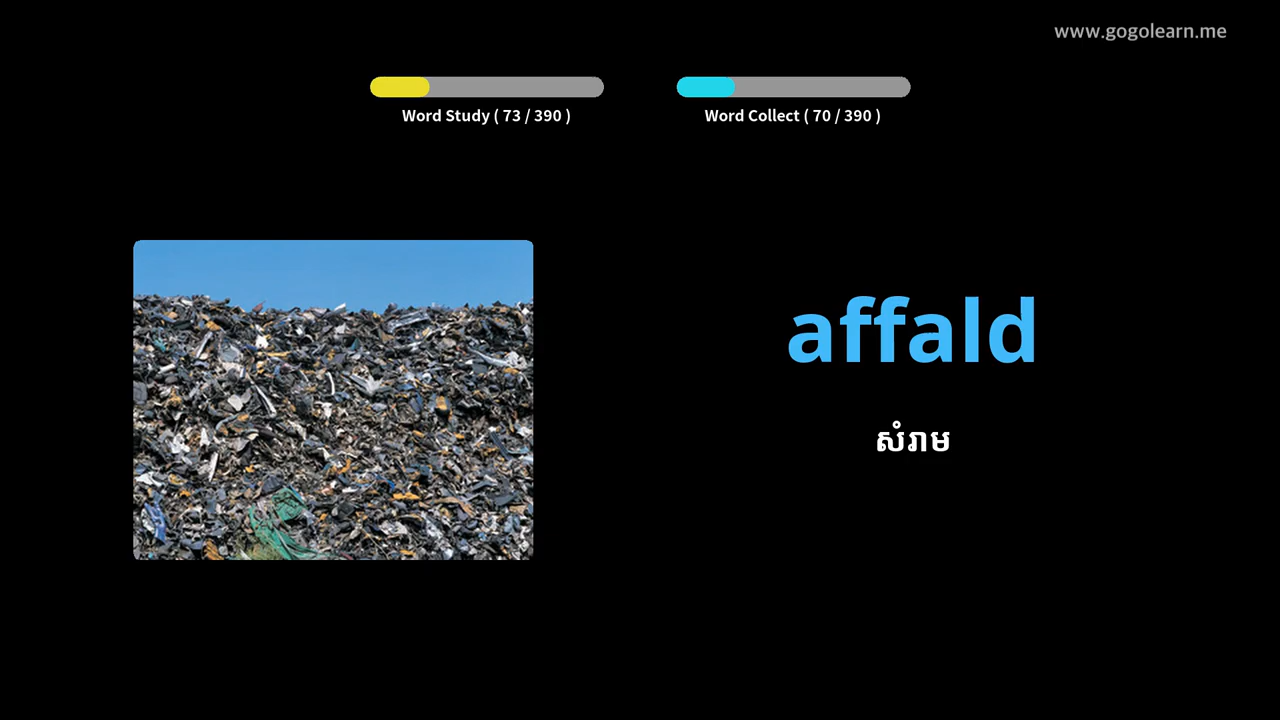 www.gogolearn.me
Word Study ( 73 / 390 )
Word Collect ( 70 / 390 )
affald
សំរាម